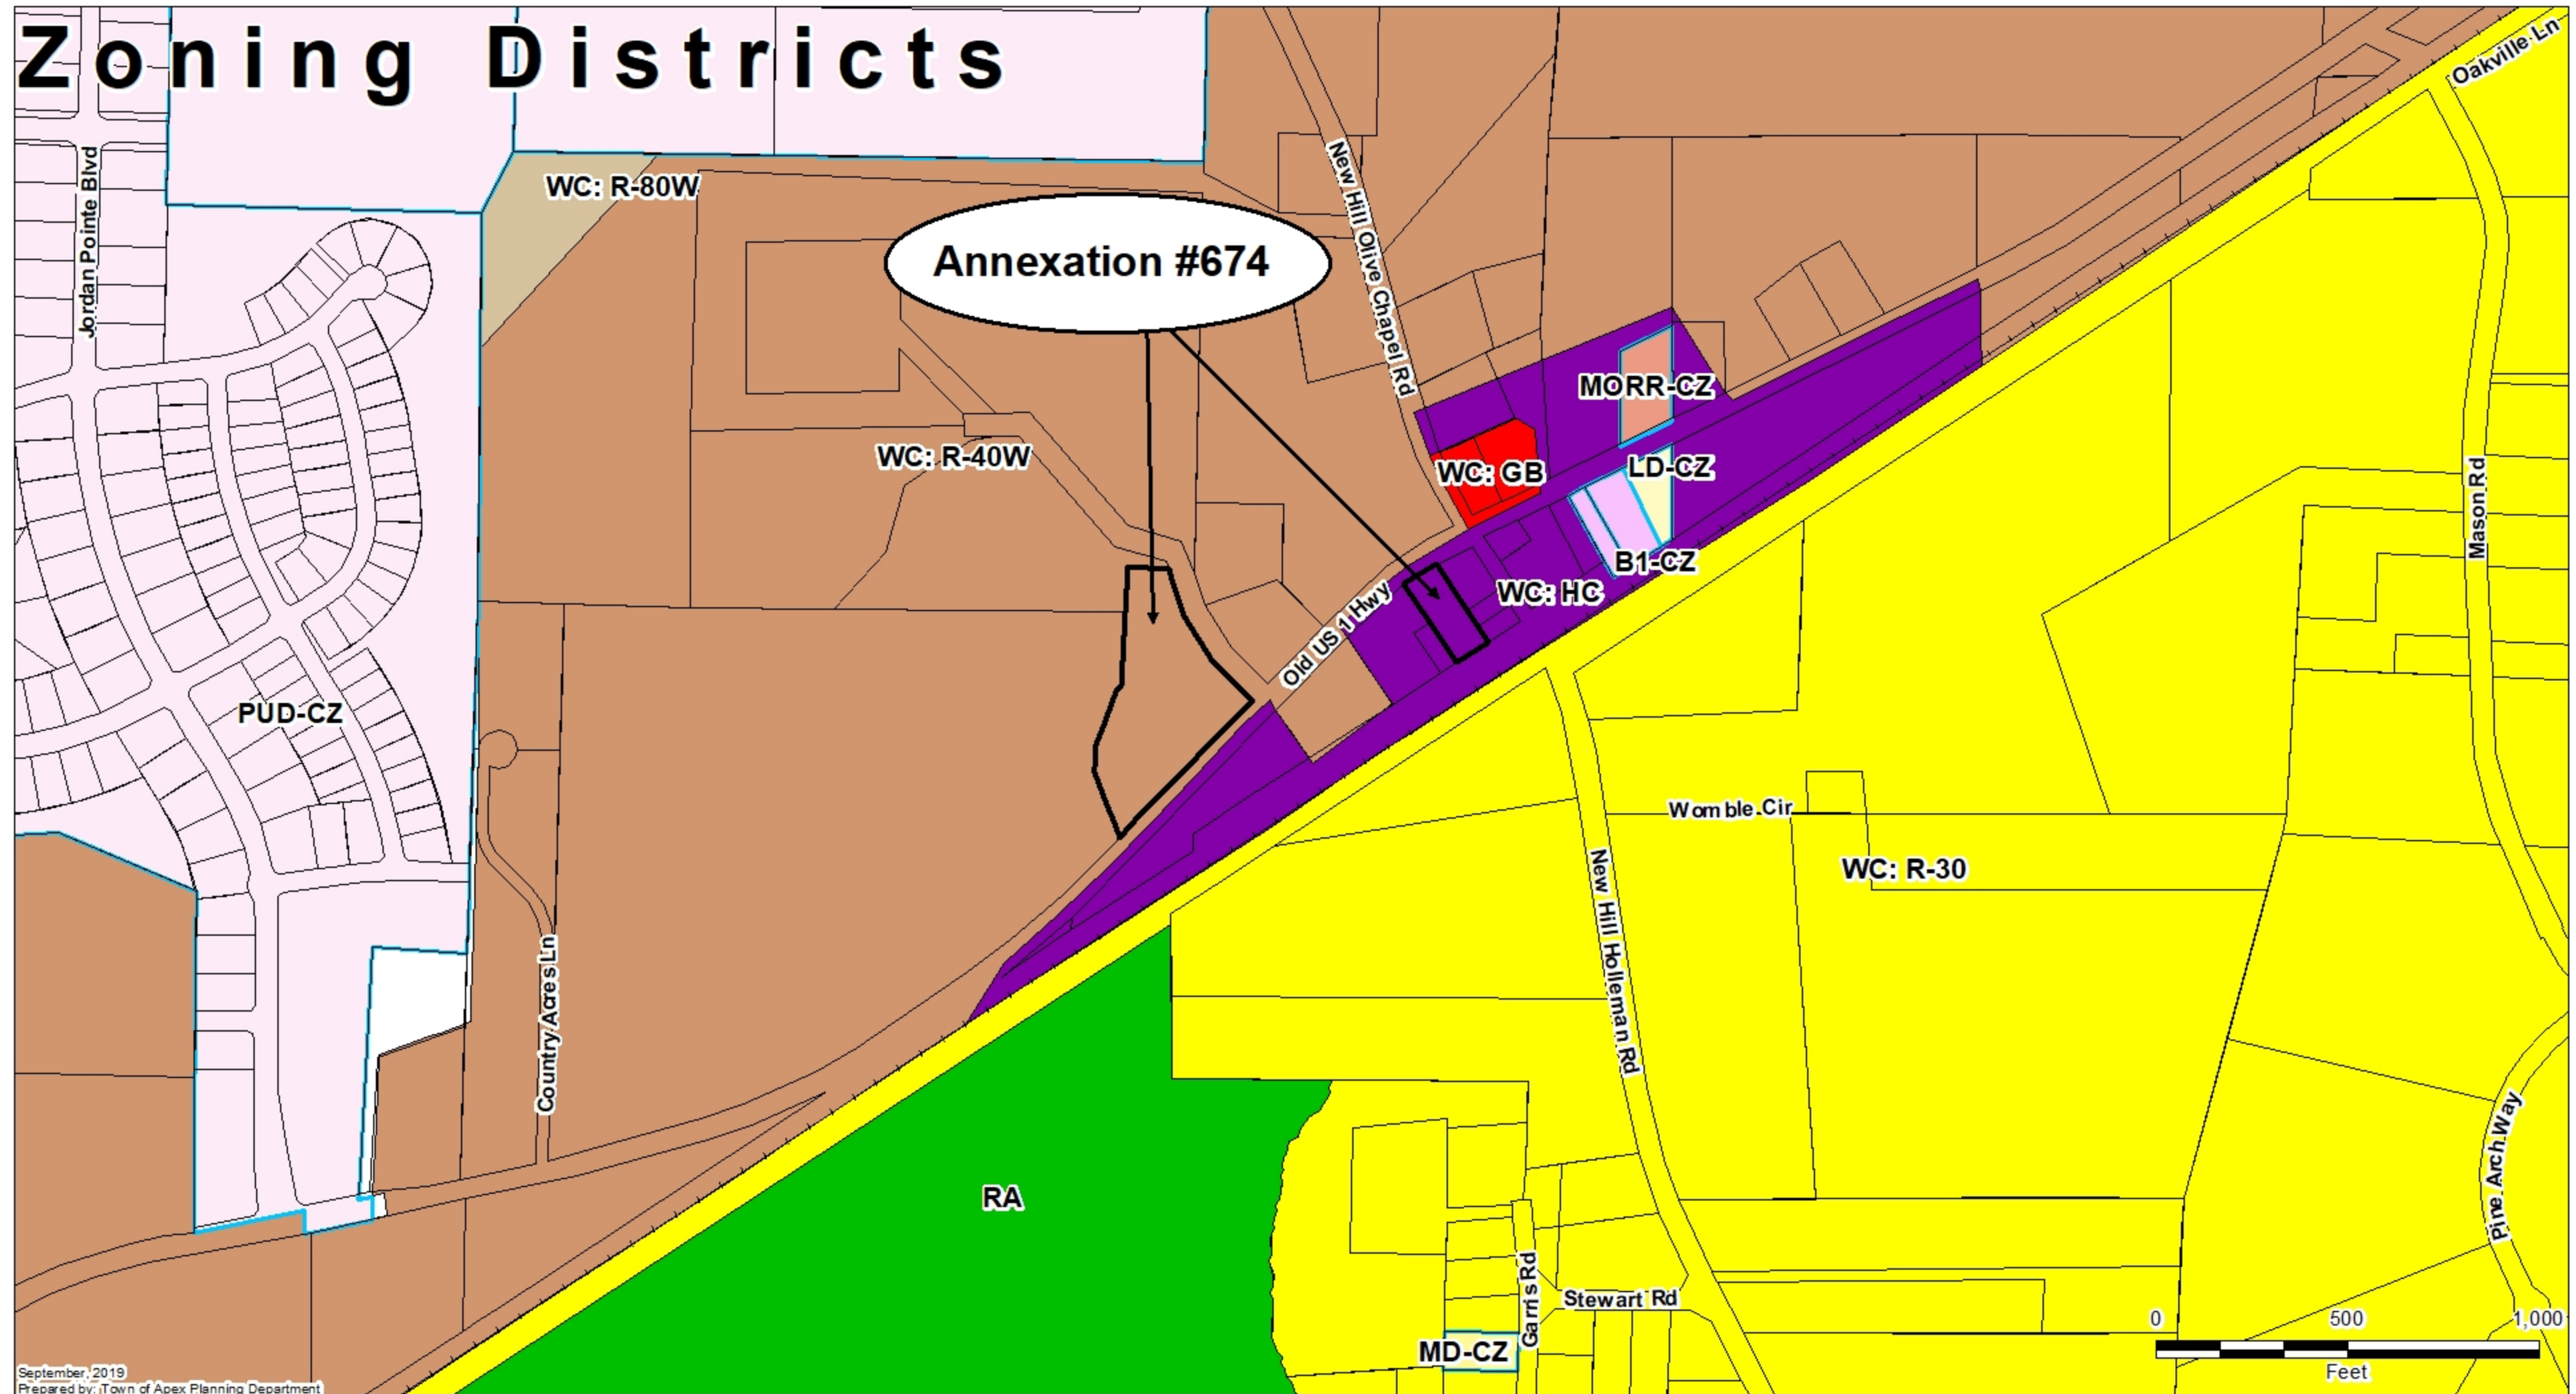 Zoning Districts
Oakville Ln
Jordan Pointe Blvd
WC: R-80W
New Hill Olive Chapel Rd
Annexation #674
MORR-CZ
WC: R-40W
WC: GB
LD-CZ
Mason Rd
B1-CZ
WC: HC
Old US 1 Hwy
PUD-CZ
Womble Cir
WC: R-30
New Hill Holleman Rd
Country Acres Ln
Pine Arch Way
RA
Garris Rd
Stewart Rd
MD-CZ
0 500 1,000
Feet
September, 2019
Prepared by: Town of Apex Planning Department